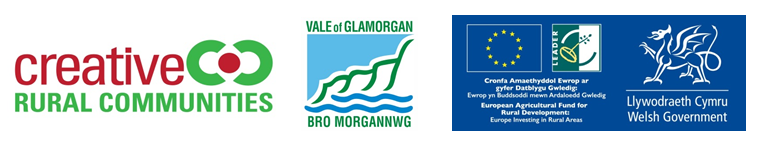 creative
RURAL COMMUNITIES
VALE of GLAMORGAN
BRO MORGANNWG
LEADER
Cronfa Amaethyddol Ewrop ar
gyfer Datblygu Gwledig:
Ewrop yn Buddsoddi mewn Ardaloedd Gwledig
European Agricultural Fund for
Rural Development:
Europe Investing in Rural Areas
Llywodraeth Cymru
Welsh Government